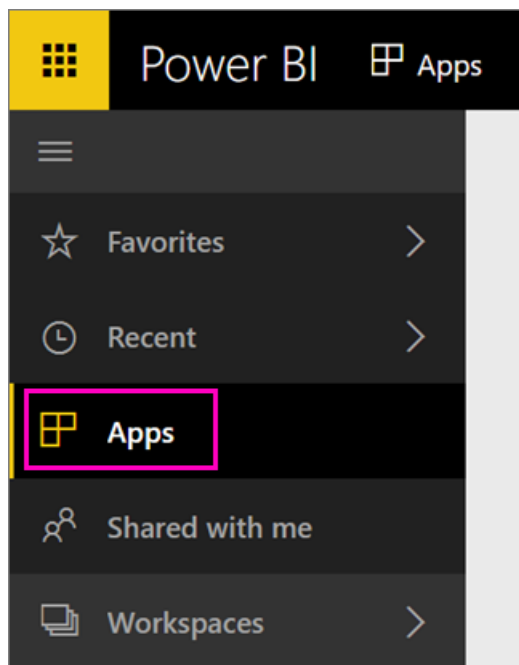 Power BI Apps
Favorites
Recent
Apps
Shared with me
Workspaces